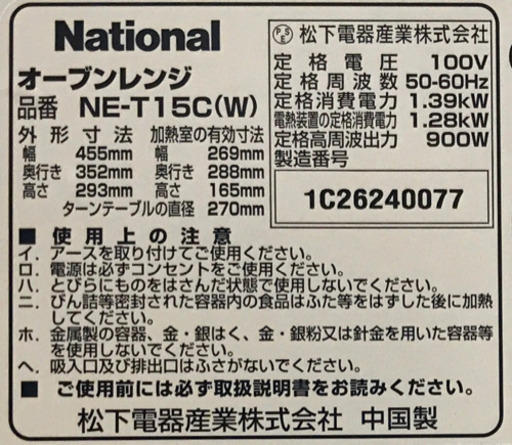 National
オーブンレンジ
品番 NE-T15C(W)
外形寸法 加熱室の有効寸法
幅 455mm 幅 269mm
奥行き 352mm 奥行き 288mm
高さ 293mm 高さ 165mm
ターンテーブルの直径 270mm
PSE 松下電器産業株式会社
定格電圧 100V
定格周波数 50-60Hz
定格消費電力 1.39kW
電熱装置の定格消費電力 1.28kW
定格高周波出力 900W
製造番号
1C26240077
■ 使用上の注意
イ. アースを取り付けてご使用ください。
ロ. 電源は必ずコンセントをご使用ください。
ハ. とびらにものをはさんだ状態で使用しないでください。
ニ. びん詰等密封された容器内の食品はふた等をはずした後に加熱
してください。
ホ. 金属製の容器、金・銀はく、金・銀粉又は針金を用いた容器等
を使用しないでください。
ヘ. 吸入口及び排出口はふさがないでください。
■ ご使用前には必ず取扱説明書をお読みください。
松下電器産業株式会社 中国製